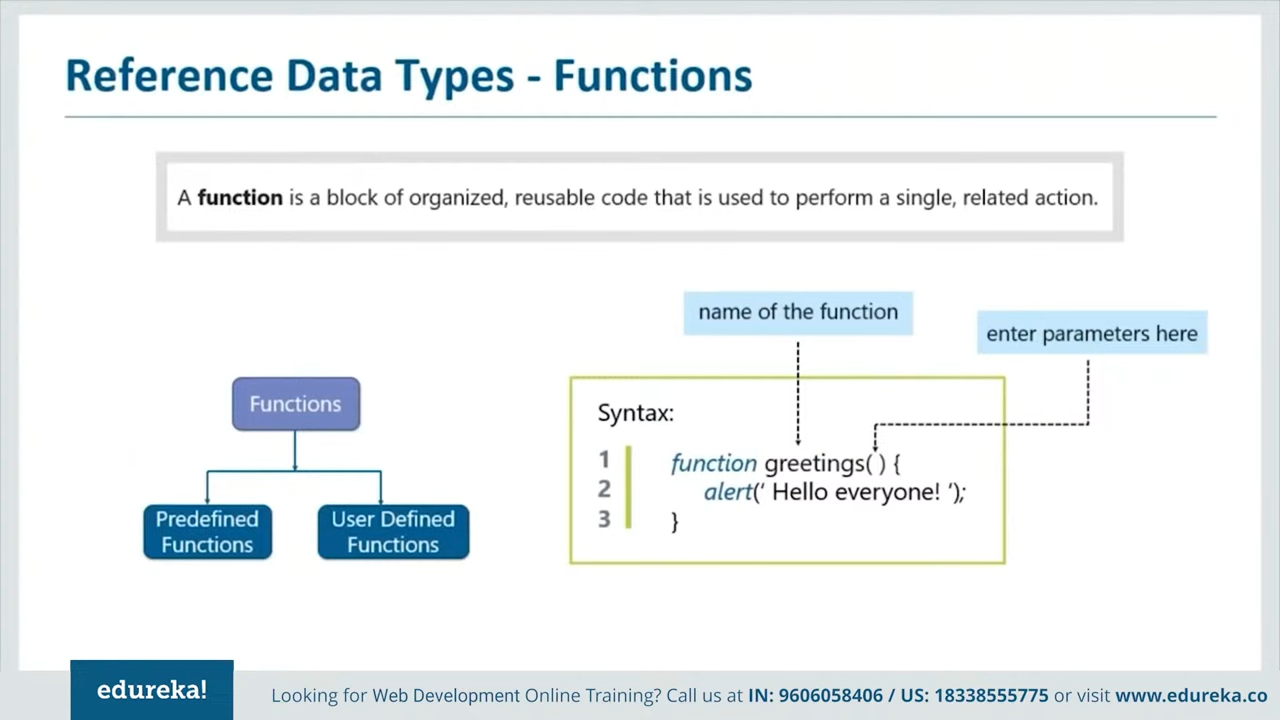 Reference Data Types - Functions
A function is a block of organized, reusable code that is used to perform a single, related action.
name of the function
enter parameters here
Functions
Predefined
Functions
User Defined
Functions
Syntax:
1 function greetings( ) {
2 alert(‘ Hello everyone! ‘);
3 }
edureka!
Looking for Web Development Online Training? Call us at IN: 9606058406 / US: 18338555775 or visit www.edureka.co